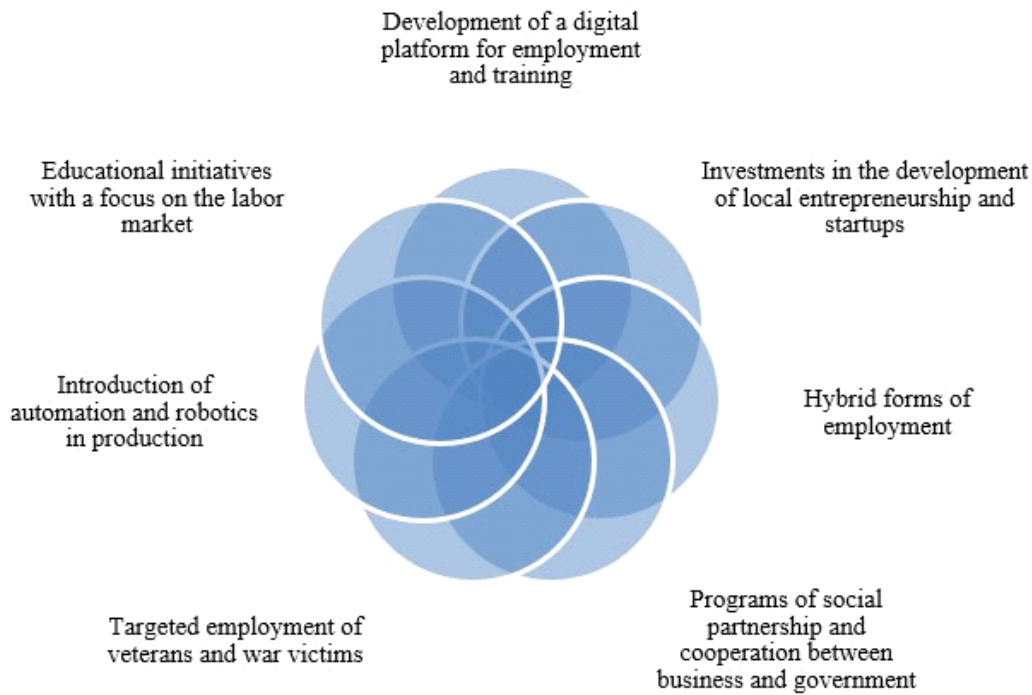 Development of a digital
platform for employment
and training
Educational initiatives
with a focus on the labor
market
Investments in the development
of local entrepreneurship and
startups
Introduction of
automation and robotics
in production
Hybrid forms of
employment
Targeted employment of
veterans and war victims
Programs of social
partnership and
cooperation between
business and government